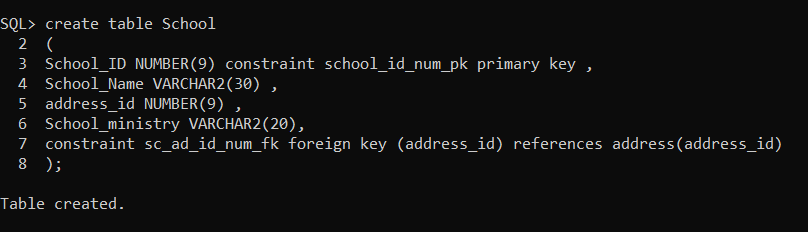 SQL> create table School
2 (
3 School_ID NUMBER(9) constraint school_id_num_pk primary key ,
4 School_Name VARCHAR2(30) ,
5 address_id NUMBER(9) ,
6 School_ministry VARCHAR2(20),
7 constraint sc_ad_id_num_fk foreign key (address_id) references address(address_id)
8 );
Table created.